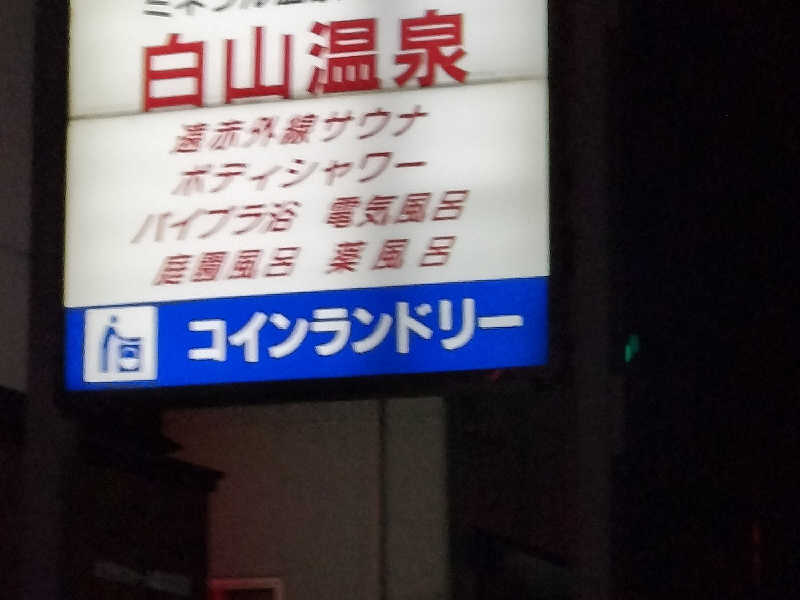 白山温泉
遠赤外線サウナ
ボディシャワー
バイブラ浴 電気風呂
庭園風呂 薬風呂
コインランドリー